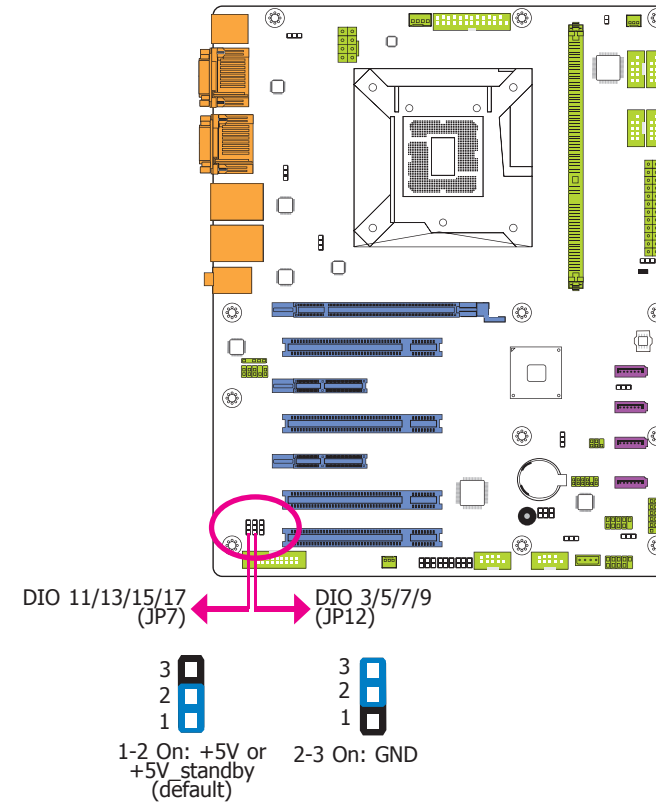 DIO 11/13/15/17
(JP7)
DIO 3/5/7/9
(JP12)
3
2
1
1-2 On: +5V or
+5V_standby
(default)
3
2
1
2-3 On: GND